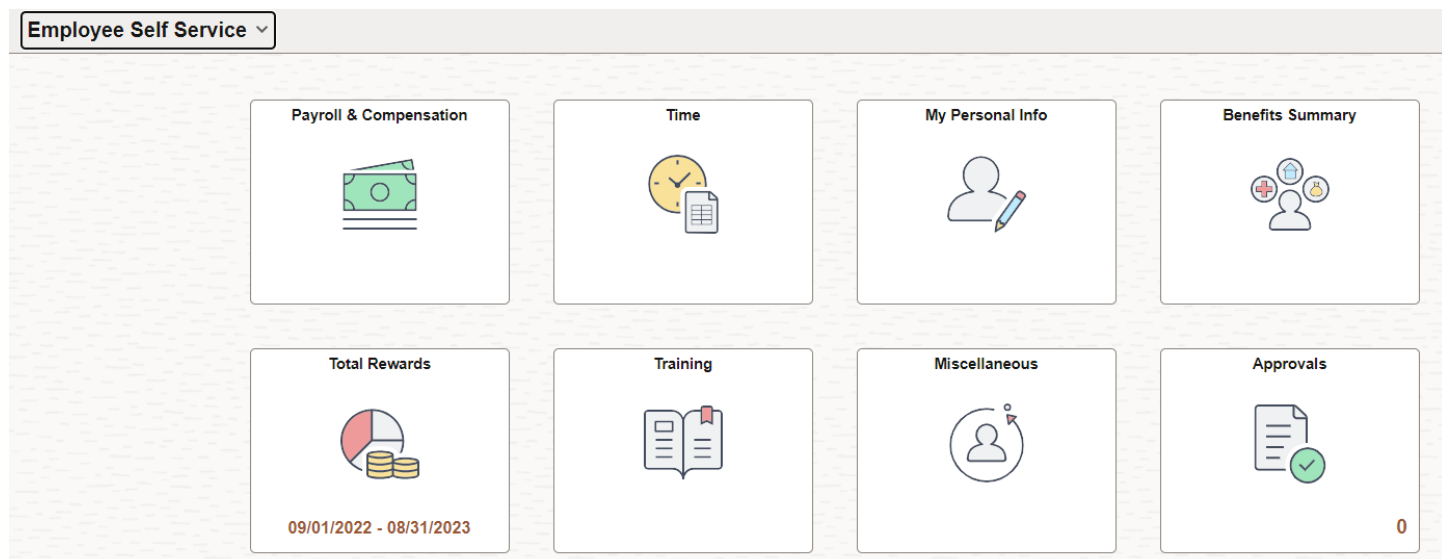 Employee Self Service
Payroll & Compensation
Time
My Personal Info
Benefits Summary
Total Rewards
Training
Miscellaneous
Approvals
09/01/2022 - 08/31/2023
0